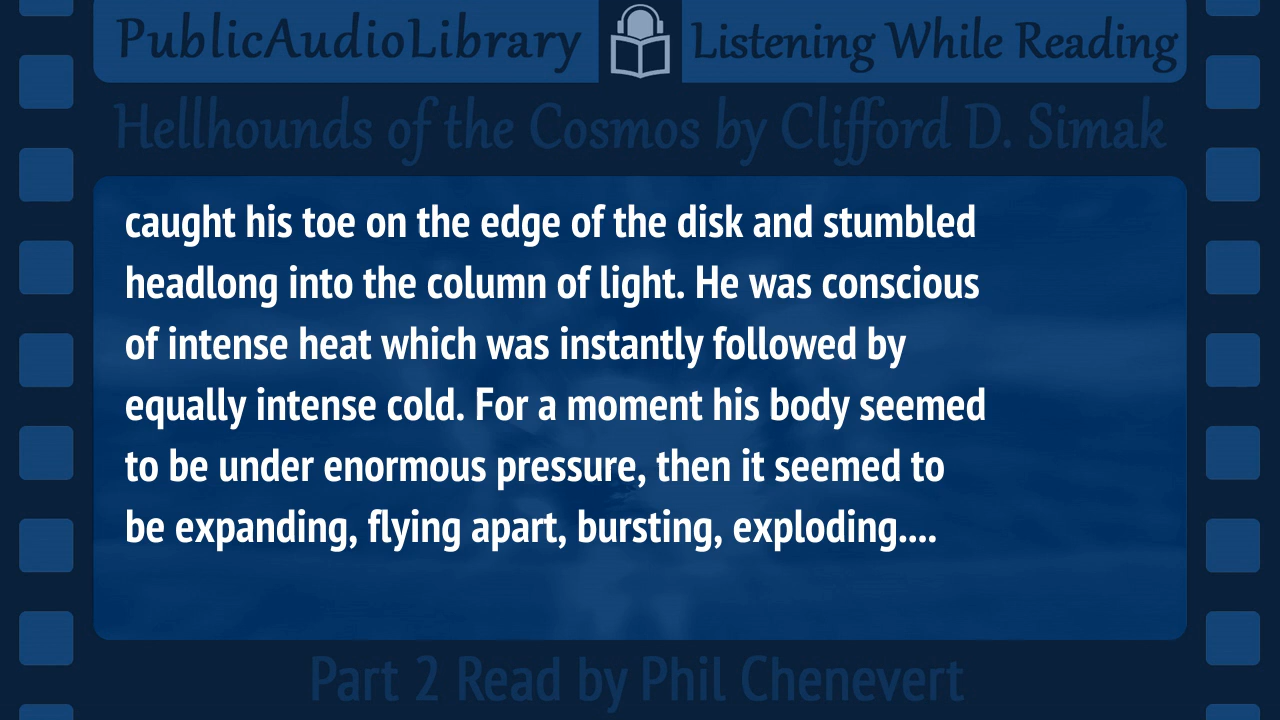 PublicAudioLibrary Listening While Reading
Hellhounds of the Cosmos by Clifford D. Simak
caught his toe on the edge of the disk and stumbled
headlong into the column of light. He was conscious
of intense heat which was instantly followed by
equally intense cold. For a moment his body seemed
to be under enormous pressure, then it seemed to
be expanding, flying apart, bursting, exploding....
Part 2 Read by Phil Chenevert